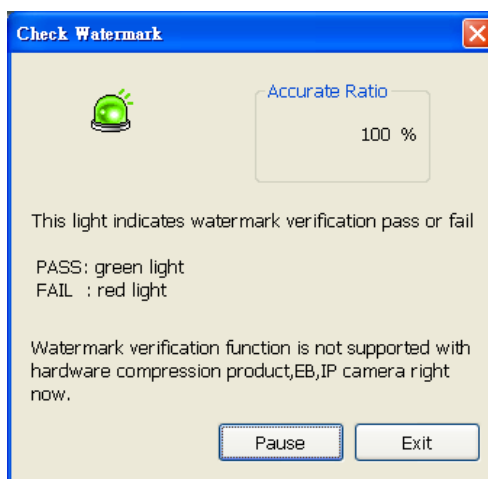 Check Watermark
Accurate Ratio
100 %
This light indicates watermark verification pass or fail
PASS: green light
FAIL : red light
Watermark verification function is not supported with
hardware compression product,EB,IP camera right
now.
Pause
Exit